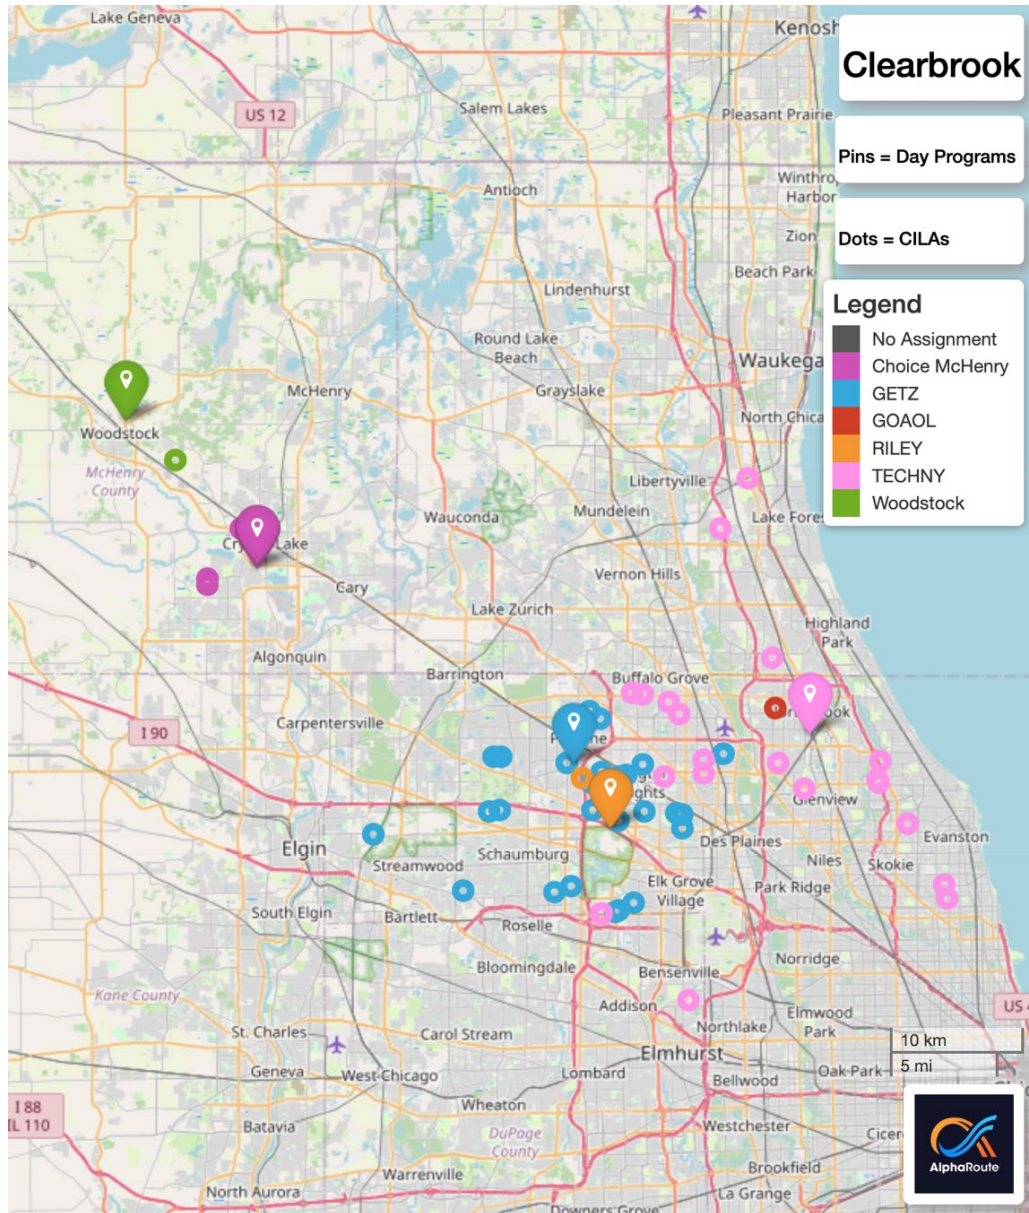 Lake Geneva
Kenosh
Clearbrook
US 12
Salem Lakes
Pleasant Prairie
Pins = Day Programs
Antioch
Winthro
Harbor
Dots = CILAs
Zion
Beach Park
Lindenhurst
Legend
No Assignment
Choice McHenry
GETZ
GOAOL
RILEY
TECHNY
Woodstock
Round Lake
Beach
Waukega
McHenry
Grayslake
North Chica
Woodstock
McHenry
County
Libertyville
Wauconda
Mundelein
Lake Fores
Lake
Vernon Hills
Cary
Lake Zurich
Highland
Park
Algonquin
Barrington
Buffalo Grove
Carpentersville
I 90
Glenview
Elgin
Schaumburg
Des Plaines
Evanston
Streamwood
Niles
Skokie
Elk Grove
Village
Park Ridge
South Elgin
Bartlett
Roselle
Norridge
Bloomingdale
Bensenville
Kane County
Addison
Elmwood
Park
US 4
St. Charles
Carol Stream
Northlake
10 km
5 mi
Elmhurst
Geneva
West Chicago
Lombard
Bellwood
Oak Park
Wheaton
I 88
IL 110
Batavia
DuPage
County
Westchester
Cicer
AlphaRoute
Warrenville
Brookfield
North Aurora
La Grange
Downers Grove